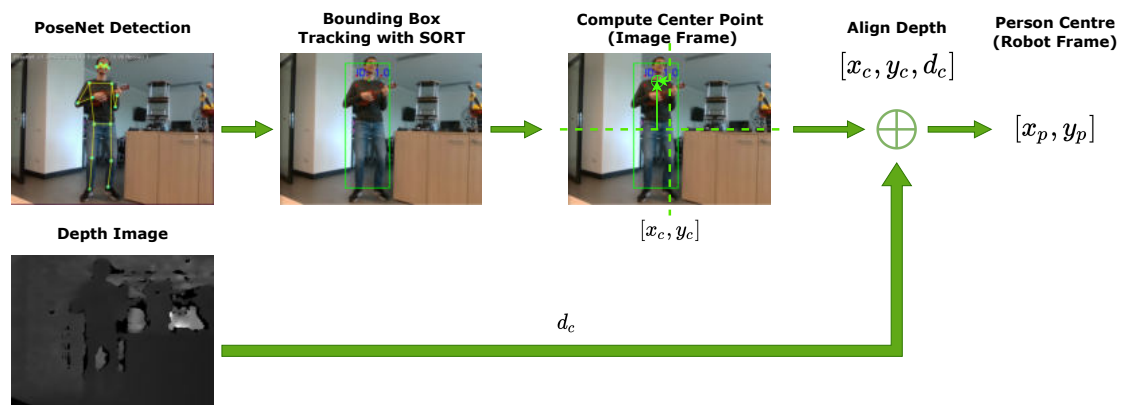 PoseNet Detection
Bounding Box
Tracking with SORT
Compute Center Point
(Image Frame)
Align Depth
Person Centre
(Robot Frame)
[x_c, y_c, d_c]
[x_p, y_p]
[x_c, y_c]
Depth Image
d_c